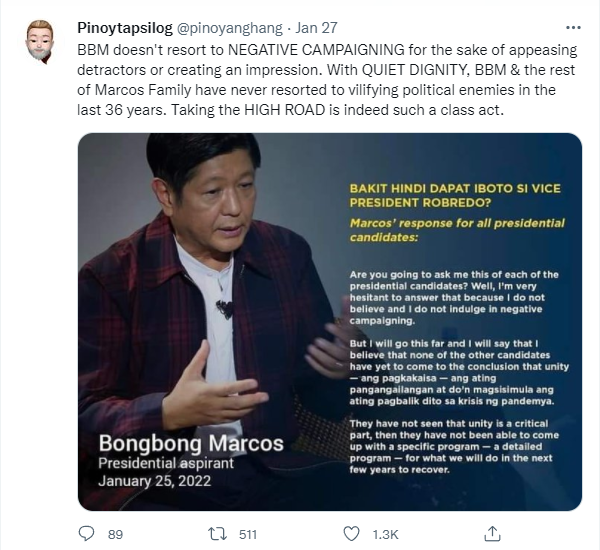 Pinoytapsilog @pinoyanghang · Jan 27
BBM doesn't resort to NEGATIVE CAMPAIGNING for the sake of appeasing
detractors or creating an impression. With QUIET DIGNITY, BBM & the rest
of Marcos Family have never resorted to vilifying political enemies in the
last 36 years. Taking the HIGH ROAD is indeed such a class act.
BAKIT HINDI DAPAT IBOTO SI VICE
PRESIDENT ROBREDO?
Marcos' response for all presidential
candidates:
Are you going to ask me this of each of the
presidential candidates? Well, I'm very
hesitant to answer that because I do not
believe and I do not indulge in negative
campaigning.
But I will go this far and I will say that I
believe that none of the other candidates
have yet to come to the conclusion that unity
— ang pagkakaisa — ang ating
pangangailangan at do'n magsisimula ang
ating pagbalik dito sa krisis ng pandemya.
They have not seen that unity is a critical
part, then they have not been able to come
up with a specific program — a detailed
program — for what we will do in the next
few years to recover.
Bongbong Marcos
Presidential aspirant
January 25, 2022
89 511 1.3K